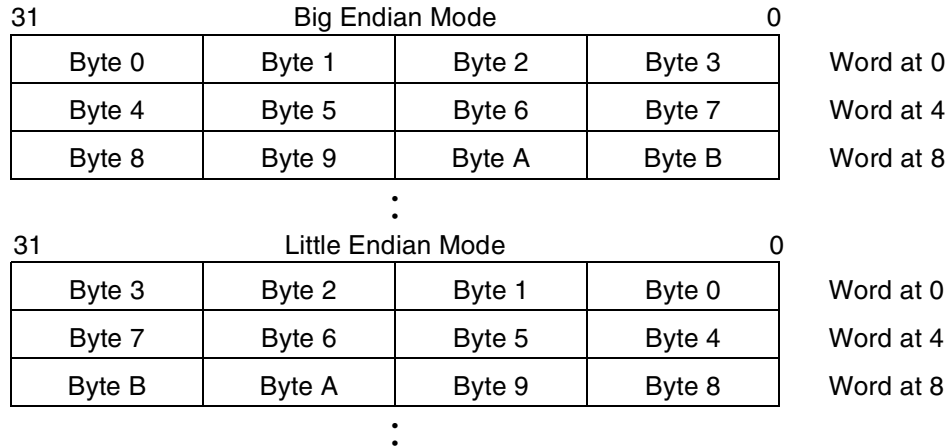 31 Big Endian Mode 0
Byte 0 Byte 1 Byte 2 Byte 3 Word at 0
Byte 4 Byte 5 Byte 6 Byte 7 Word at 4
Byte 8 Byte 9 Byte A Byte B Word at 8
:
31 Little Endian Mode 0
Byte 3 Byte 2 Byte 1 Byte 0 Word at 0
Byte 7 Byte 6 Byte 5 Byte 4 Word at 4
Byte B Byte A Byte 9 Byte 8 Word at 8
: